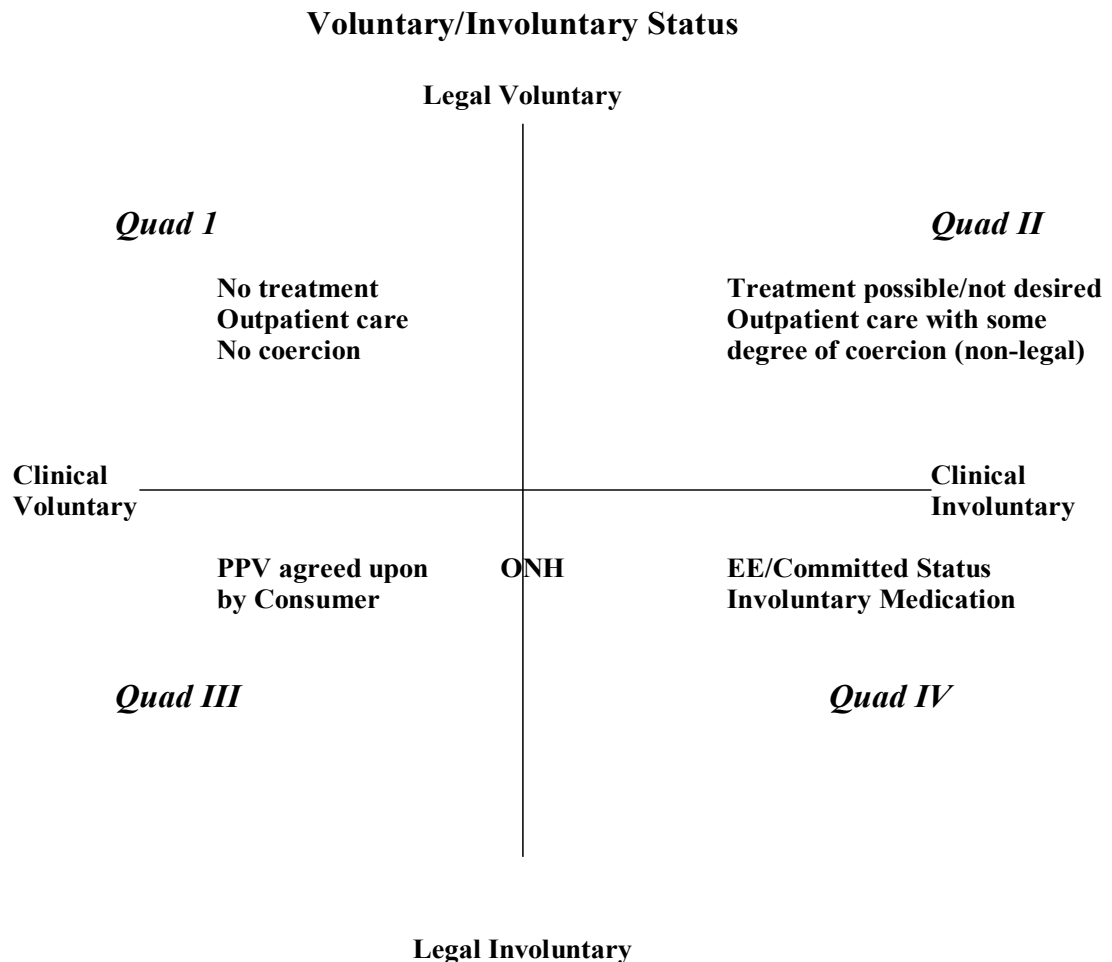 Voluntary/Involuntary Status
Legal Voluntary
Quad 1
Quad II
No treatment
Outpatient care
No coercion
Treatment possible/not desired
Outpatient care with some
degree of coercion (non-legal)
Clinical
Voluntary
Clinical
Involuntary
PPV agreed upon
by Consumer
ONH
EE/Committed Status
Involuntary Medication
Quad III
Quad IV
Legal Involuntary